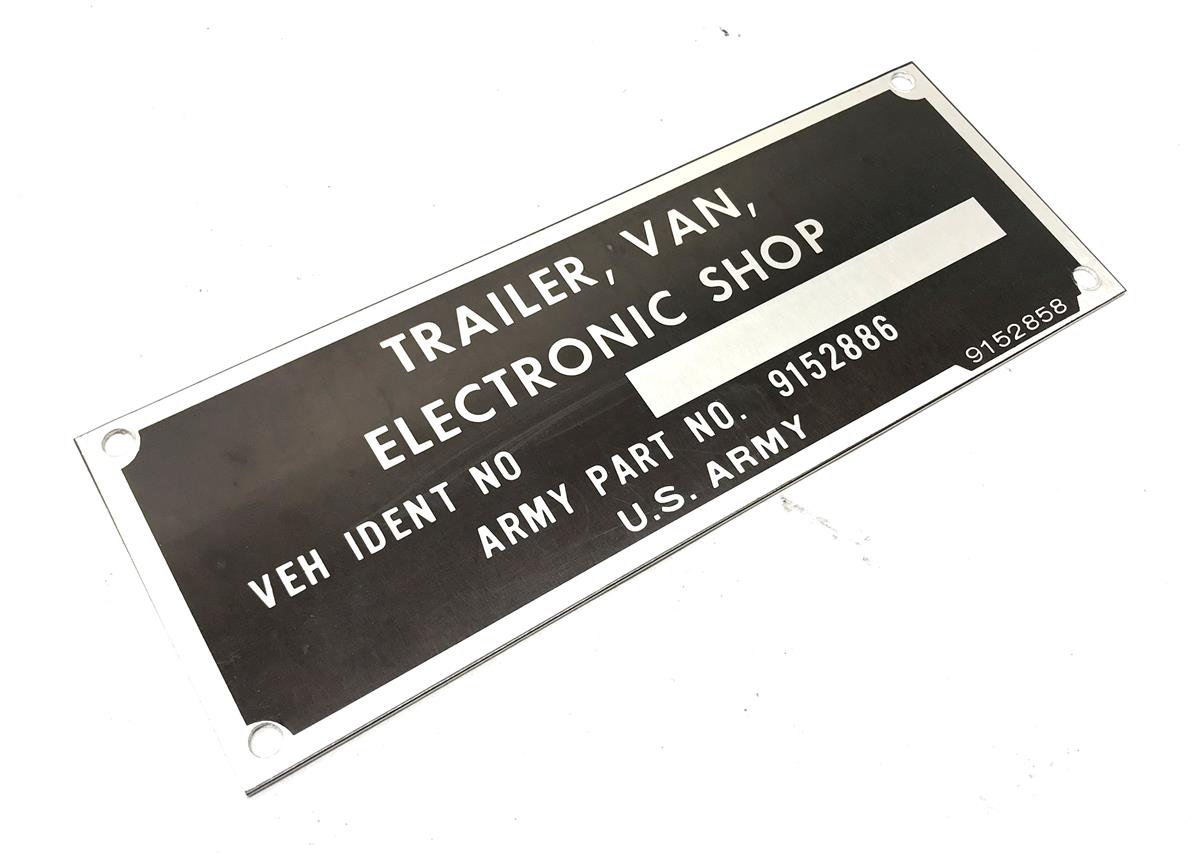 TRAILER, VAN,
ELECTRONIC SHOP
VEH IDENT NO
ARMY PART NO. 9152886
U.S. ARMY
9152858